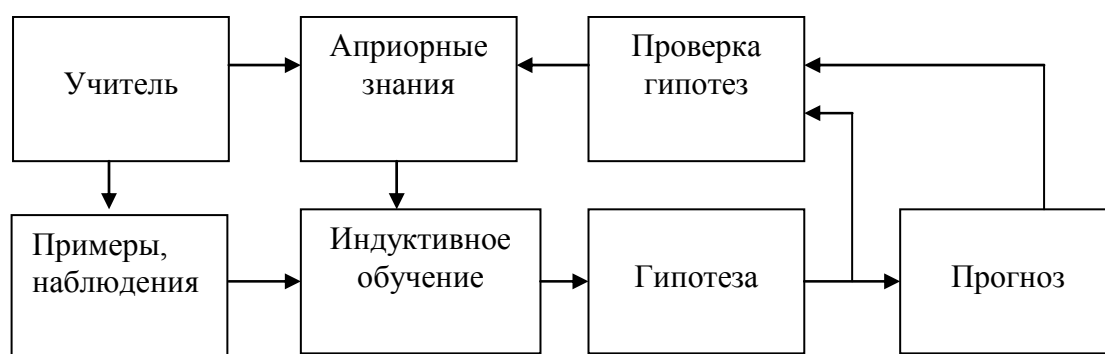 Учитель
Априорные
знания
Проверка
гипотез
Примеры,
наблюдения
Индуктивное
обучение
Гипотеза
Прогноз